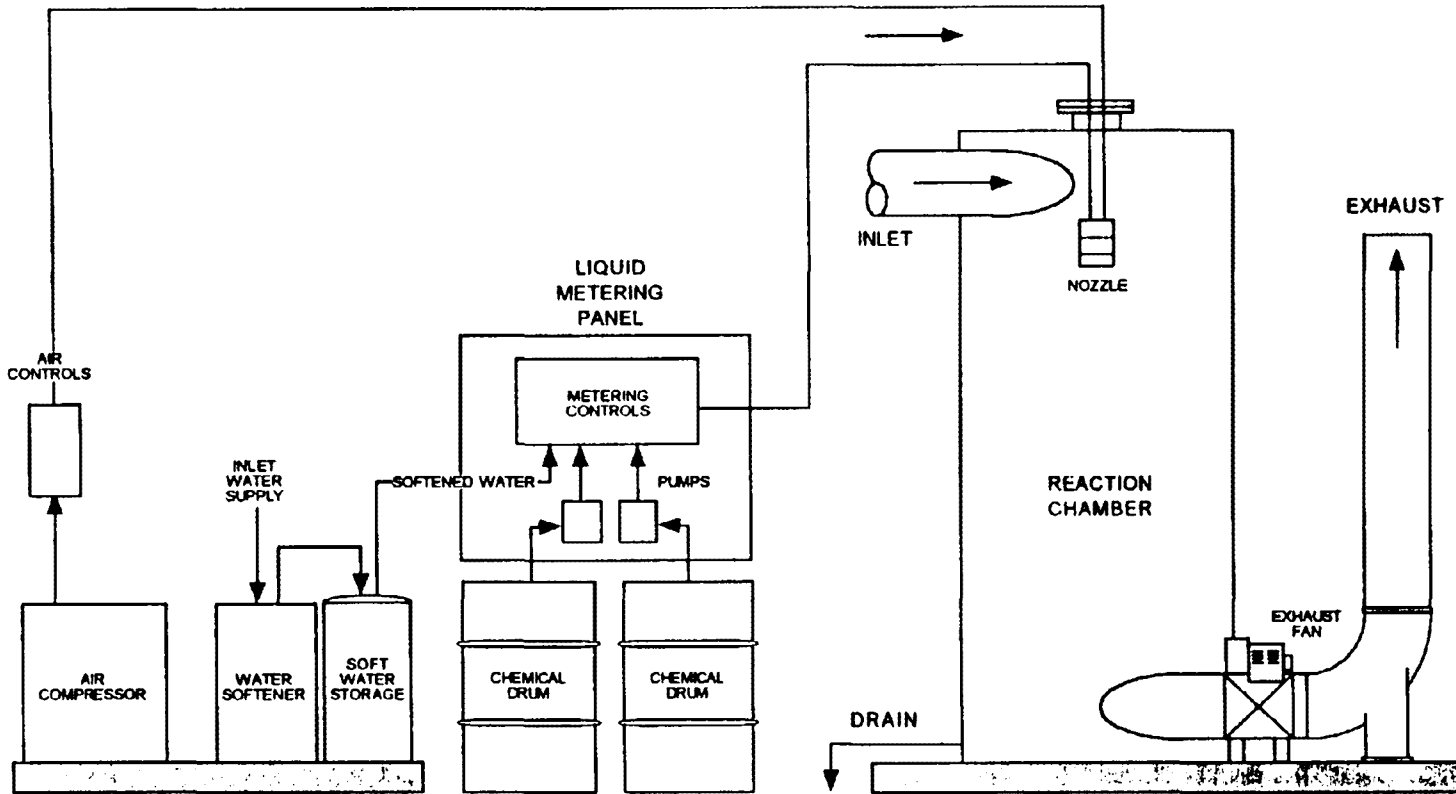 EXHAUST
INLET
NOZZLE
LIQUID
METERING
PANEL
AIR
CONTROLS
METERING
CONTROLS
INLET
WATER
SUPPLY
SOFTENED WATER
PUMPS
REACTION
CHAMBER
EXHAUST
FAN
AIR
COMPRESSOR
WATER
SOFTENER
SOFT
WATER
STORAGE
CHEMICAL
DRUM
CHEMICAL
DRUM
DRAIN